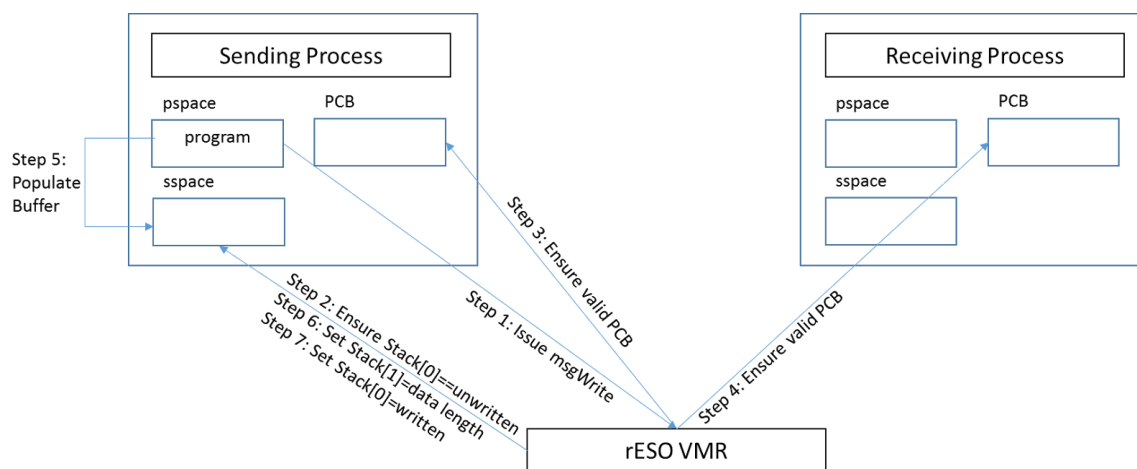 Sending Process
Receiving Process
pspace
PCB
pspace
PCB
program
Step 5:
Populate
Buffer
sspace
sspace
Step 3: Ensure valid PCB
Step 2: Ensure Stack[0]==unwritten
Step 6: Set Stack[1]=data length
Step 7: Set Stack[0]=written
Step 1: Issue msgWrite
Step 4: Ensure valid PCB
rESO VMR